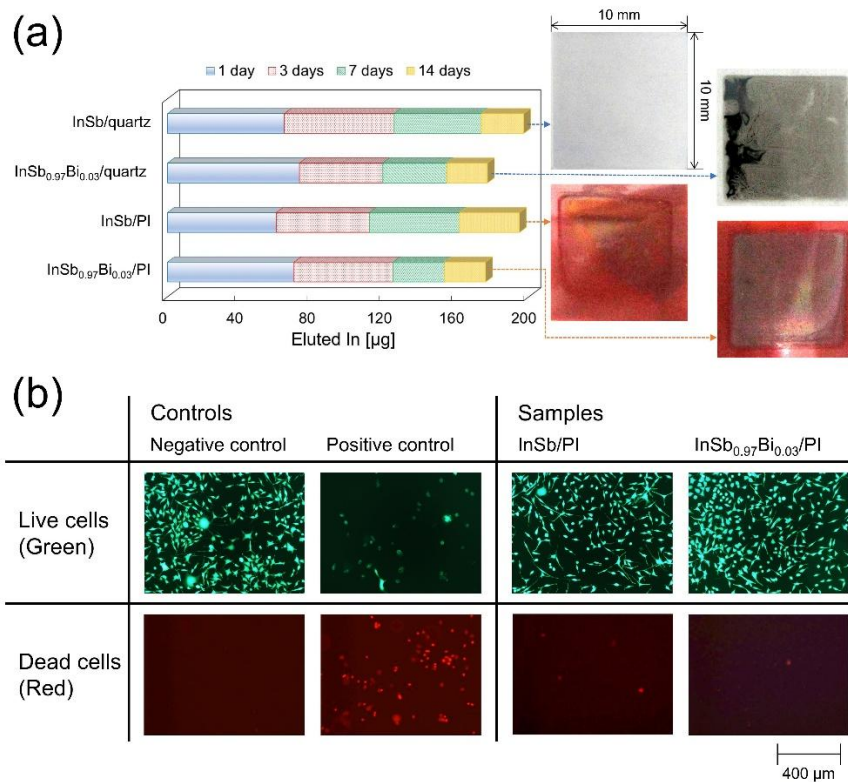 (a)
1 day 3 days 7 days 14 days
InSb/quartz
InSb₀.₉₇Bi₀.₀₃/quartz
InSb/PI
InSb₀.₉₇Bi₀.₀₃/PI
0 40 80 120 160 200
Eluted In [µg]
10 mm
10 mm
(b)
Controls Samples
Negative control Positive control InSb/PI InSb₀.₉₇Bi₀.₀₃/PI
Live cells
(Green)
Dead cells
(Red)
400 µm